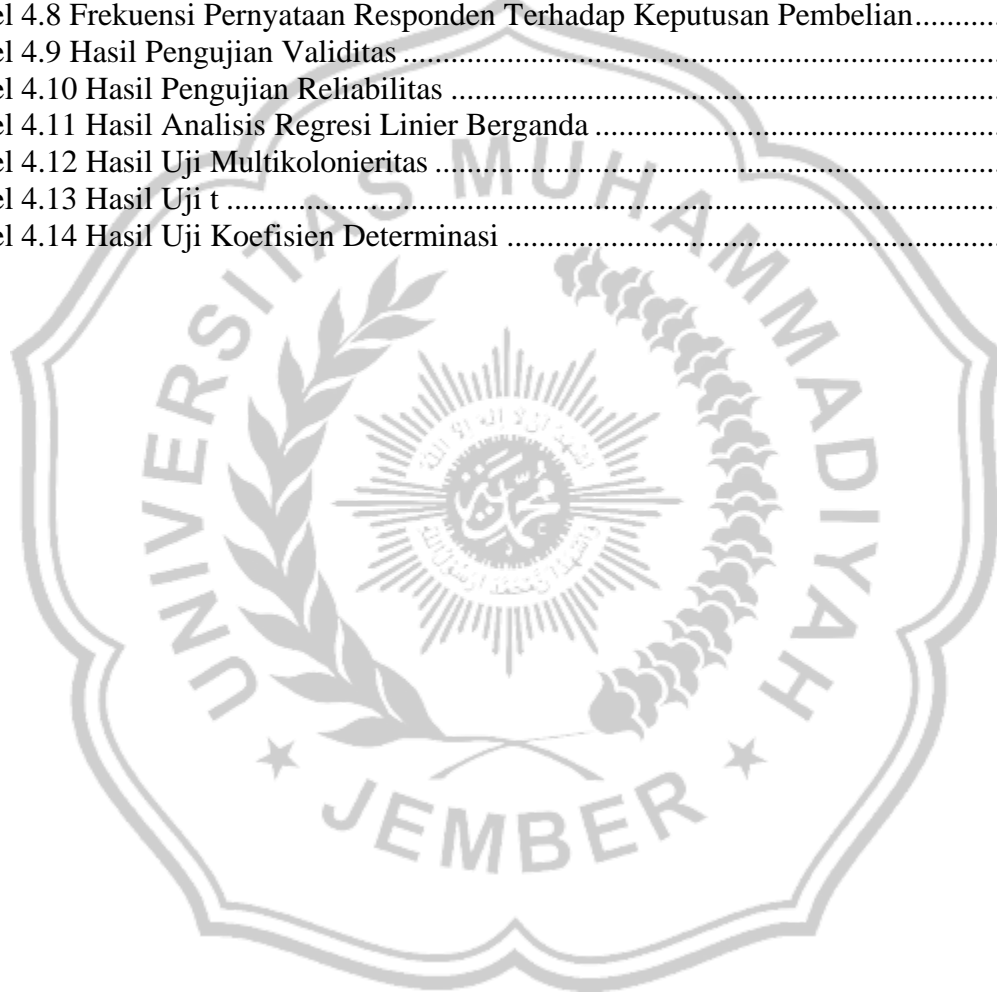 el 4.8 Frekuensi Pernyataan Responden Terhadap Keputusan Pembelian...........
el 4.9 Hasil Pengujian Validitas ...........................................................................
el 4.10 Hasil Pengujian Reliabilitas .....................................................................
el 4.11 Hasil Analisis Regresi Linier Berganda ...................................................
el 4.12 Hasil Uji Multikolonieritas .......................................................................
el 4.13 Hasil Uji t ..................................................................................................
el 4.14 Hasil Uji Koefisien Determinasi ..............................................................
UNIVERSITAS MUHAMMADIYAH
JEMBER